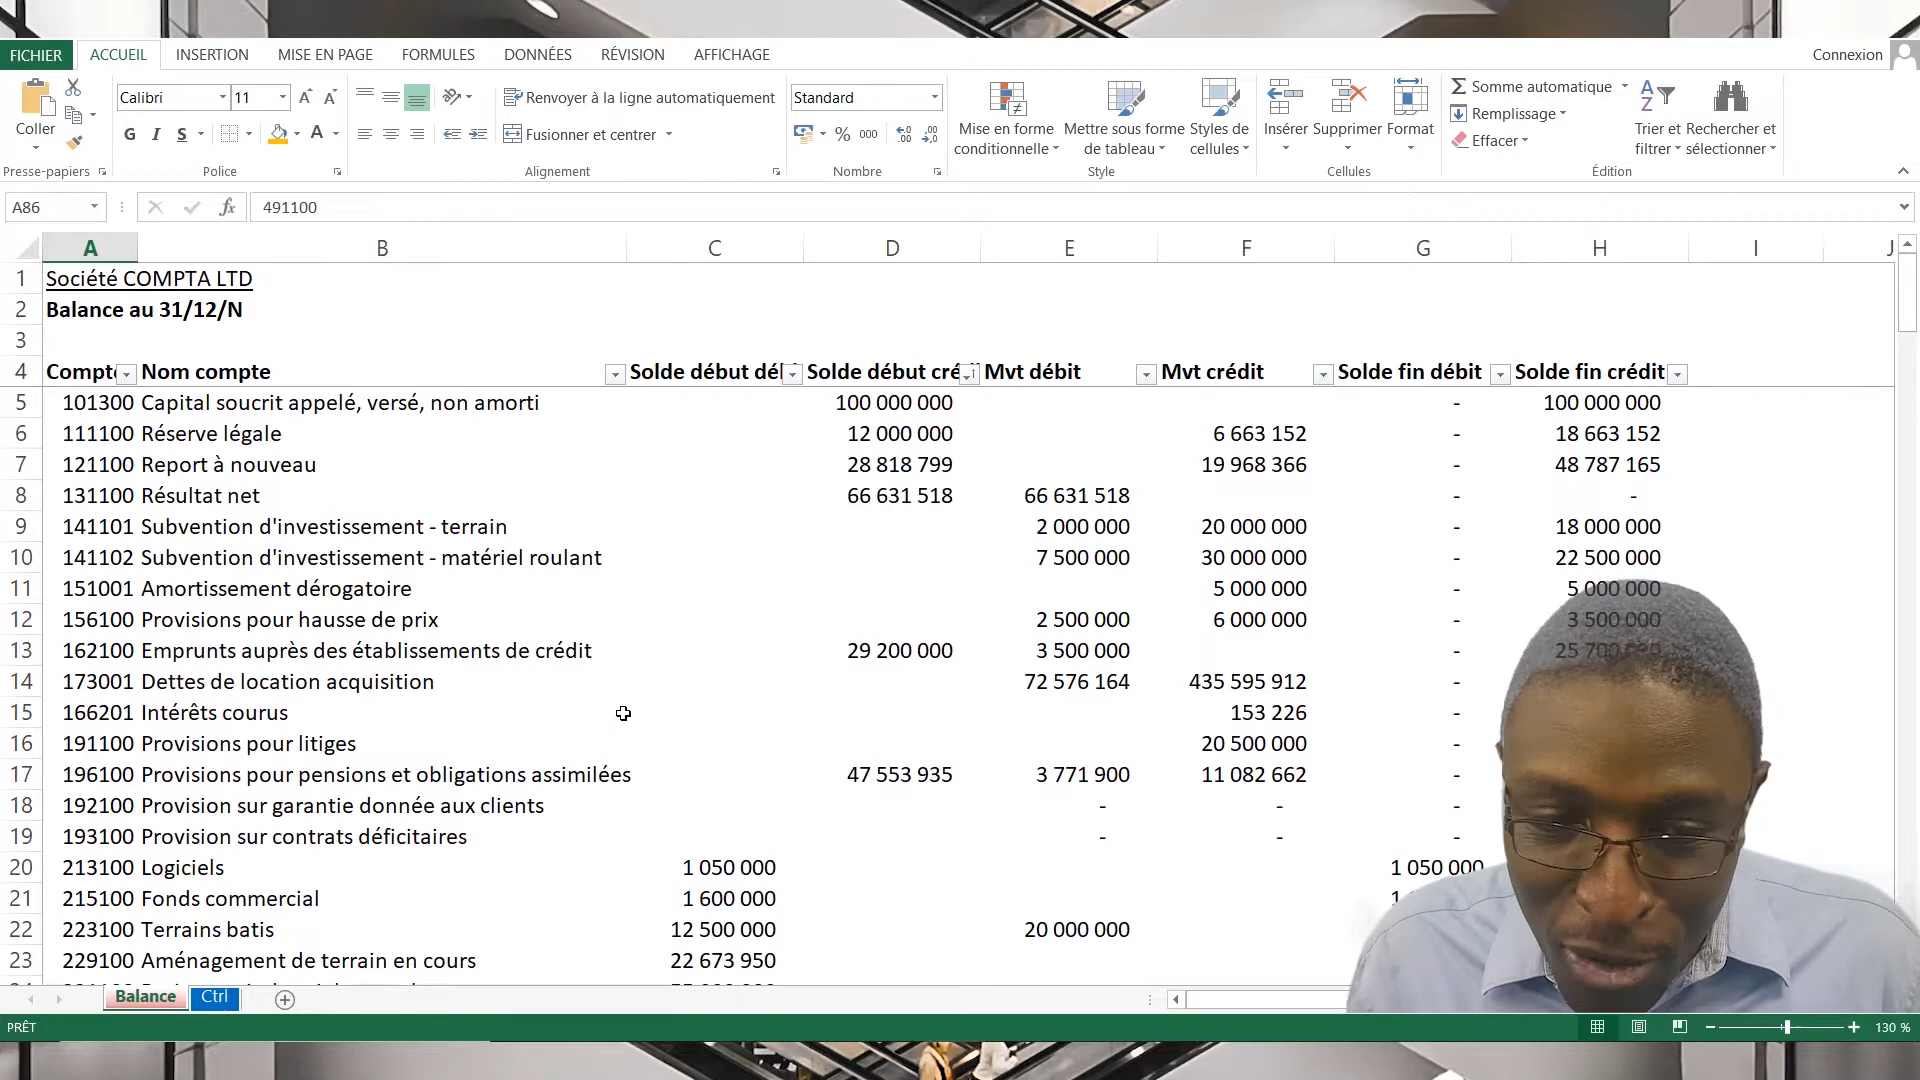 FICHIER ACCUEIL INSERTION MISE EN PAGE FORMULES DONNÉES RÉVISION AFFICHAGE Connexion
Coller
Calibri 11
Renvoyer à la ligne automatiquement
Standard
Mise en forme conditionnelle
Mettre sous forme de tableau
Styles de cellules
Insérer
Supprimer
Format
Somme automatique
Remplissage
Effacer
Trier et filtrer
Rechercher et sélectionner
G I S A
Fusionner et centrer
% 000
Presse-papiers Police Alignement Nombre Style Cellules Édition
A86 fx 491100
A B C D E F G H I J
1 Société COMPTA LTD
2 Balance au 31/12/N
3
4 Compte Nom compte Solde début déb Solde début cré Mvt débit Mvt crédit Solde fin débit Solde fin crédit
5 101300 Capital soucrit appelé, versé, non amorti 100 000 000 - 100 000 000
6 111100 Réserve légale 12 000 000 6 663 152 - 18 663 152
7 121100 Report à nouveau 28 818 799 19 968 366 - 48 787 165
8 131100 Résultat net 66 631 518 66 631 518 - -
9 141101 Subvention d'investissement - terrain 2 000 000 20 000 000 - 18 000 000
10 141102 Subvention d'investissement - matériel roulant 7 500 000 30 000 000 - 22 500 000
11 151001 Amortissement dérogatoire 5 000 000 - 5 000 000
12 156100 Provisions pour hausse de prix 2 500 000 6 000 000 - 3 500 000
13 162100 Emprunts auprès des établissements de crédit 29 200 000 3 500 000 - 25 700
14 173001 Dettes de location acquisition 72 576 164 435 595 912 -
15 166201 Intérêts courus 153 226 -
16 191100 Provisions pour litiges 20 500 000 -
17 196100 Provisions pour pensions et obligations assimilées 47 553 935 3 771 900 11 082 662 -
18 192100 Provision sur garantie donnée aux clients - - -
19 193100 Provision sur contrats déficitaires - - -
20 213100 Logiciels 1 050 000 1 050 000
21 215100 Fonds commercial 1 600 000
22 223100 Terrains batis 12 500 000 20 000 000
23 229100 Aménagement de terrain en cours 22 673 950
Balance Ctrl
PRÊT 130 %